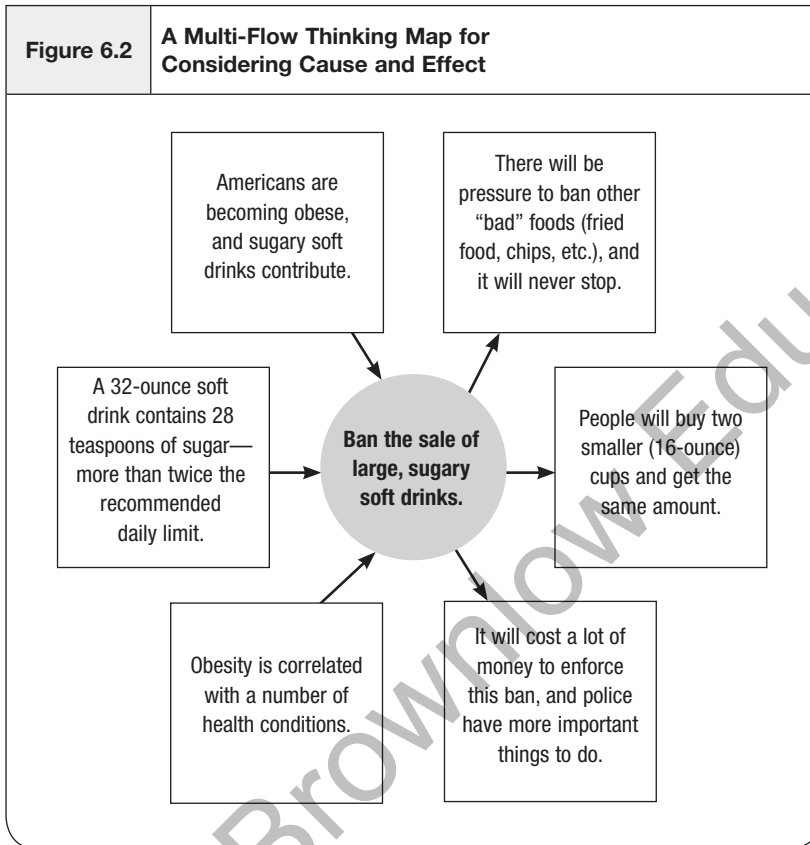 Figure 6.2
A Multi-Flow Thinking Map for
Considering Cause and Effect
Americans are
becoming obese,
and sugary soft
drinks contribute.
There will be
pressure to ban other
“bad” foods (fried
food, chips, etc.), and
it will never stop.
A 32-ounce soft
drink contains 28
teaspoons of sugar—
more than twice the
recommended
daily limit.
Ban the sale of
large, sugary
soft drinks.
People will buy two
smaller (16-ounce)
cups and get the
same amount.
Obesity is correlated
with a number of
health conditions.
It will cost a lot of
money to enforce
this ban, and police
have more important
things to do.
Brownlow Edu